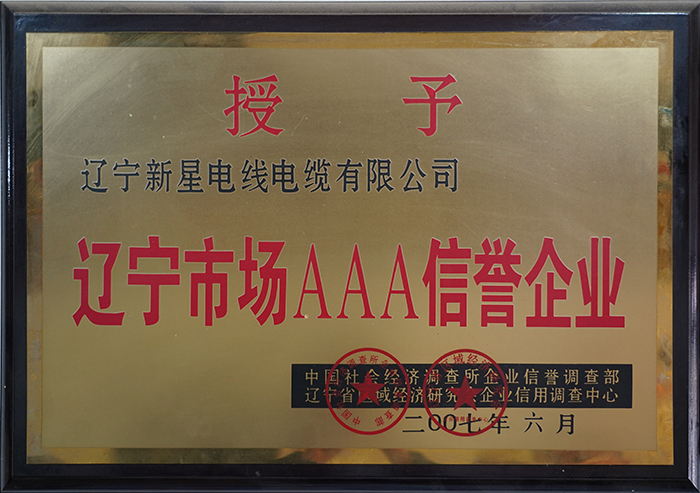 授予
辽宁新星电线电缆有限公司
辽宁市场AAA信誉企业
中国社会经济调查所企业信誉调查部
辽宁省区域经济研究 企业信用调查中心
二00七年六月